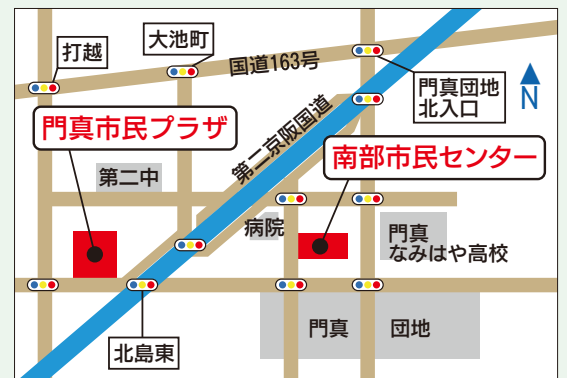 打越
大池町
国道163号
門真団地
北入口
N
門真市民プラザ
第二京阪国道
南部市民センター
第二中
病院
門真
なみはや高校
門真 団地
北島東